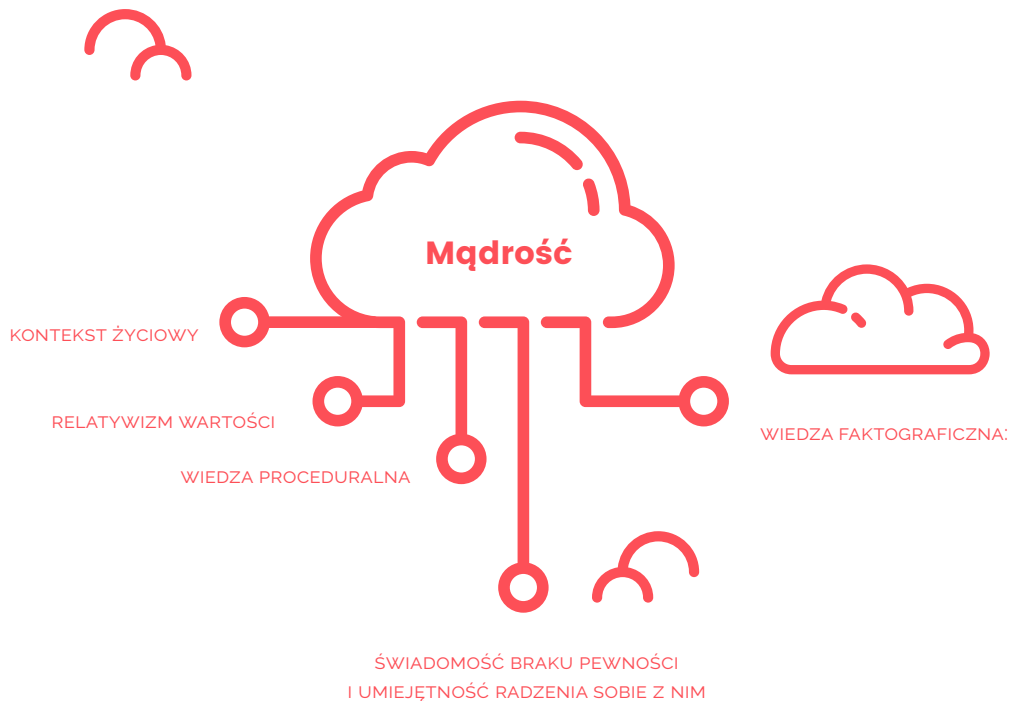 Mądrość
KONTEKST ŻYCIOWY
RELATYWIZM WARTOŚCI
WIEDZA FAKTOGRAFICZNA:
WIEDZA PROCEDURALNA
ŚWIADOMOŚĆ BRAKU PEWNOŚCI
I UMIEJĘTNOŚĆ RADZENIA SOBIE Z NIM